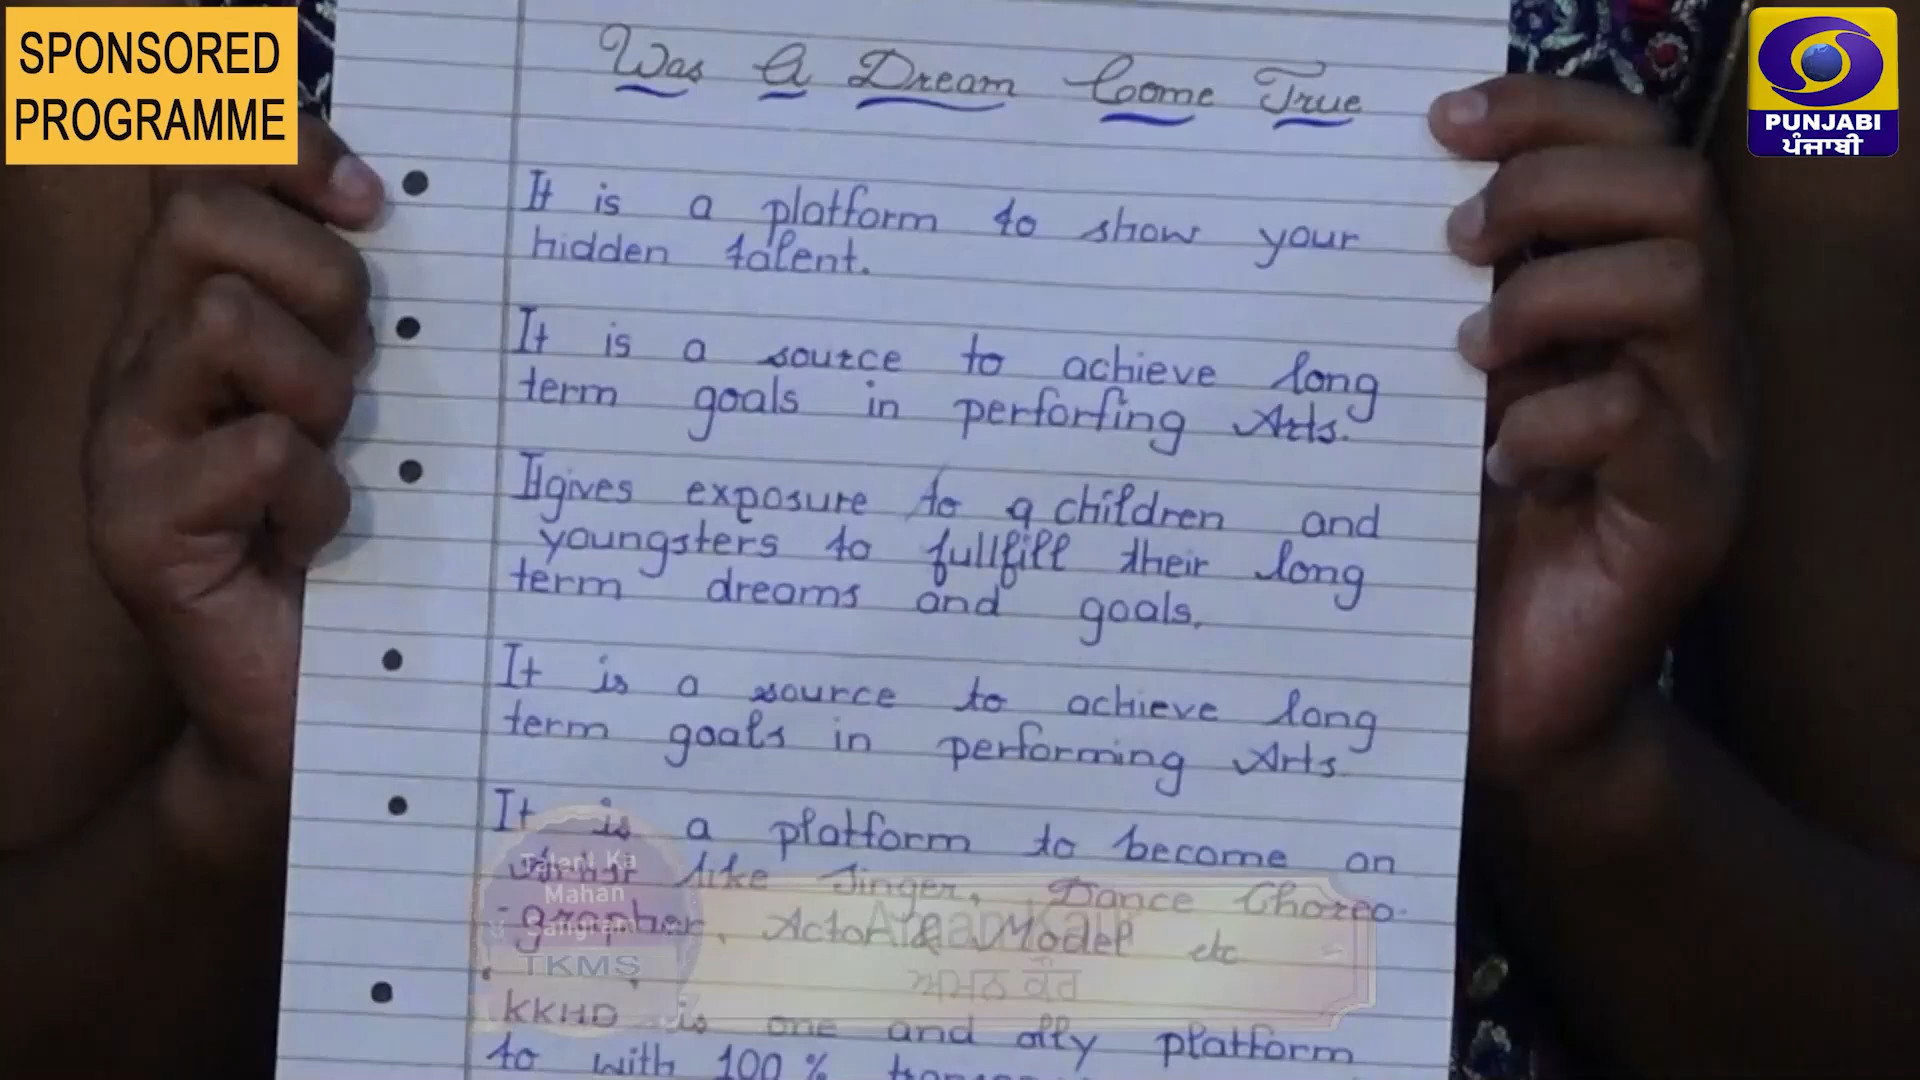 SPONSORED
PROGRAMME
PUNJABI
ਪੰਜਾਬੀ
Was A Dream Come True
It is a platform to show your
hidden talent.
It is a source to achieve long
term goals in perforfing Arts.
It gives exposure to a children and
youngsters to fullfill their long
term dreams and goals.
It is a source to achieve long
term goals in performing Arts
It is a platform to become an
like Singer, Dance Choreo-
grapher, Actor & Model etc
Talent Ka
Mahan
Sangram
TKMS
ਅਮਨ ਕੌਰ
KKHD is one and olly platform
to with 100 %